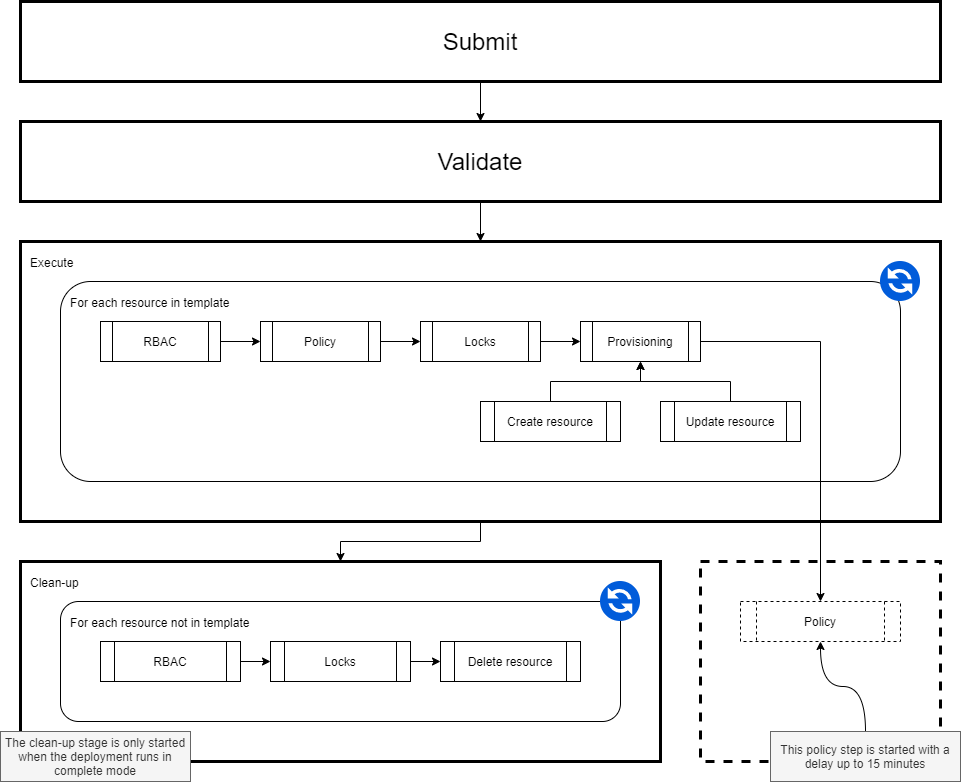 Submit
Validate
Execute
For each resource in template
RBAC
Policy
Locks
Provisioning
Create resource
Update resource
Clean-up
For each resource not in template
RBAC
Locks
Delete resource
Policy
The clean-up stage is only started
when the deployment runs in
complete mode
This policy step is started with a
delay up to 15 minutes